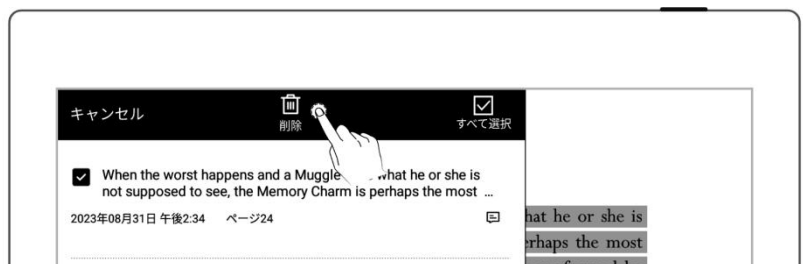 キャンセル
削除
すべて選択
When the worst happens and a Muggle what he or she is
not supposed to see, the Memory Charm is perhaps the most ...
2023年08月31日 午後2:34 ページ24
hat he or she is
erhaps the most